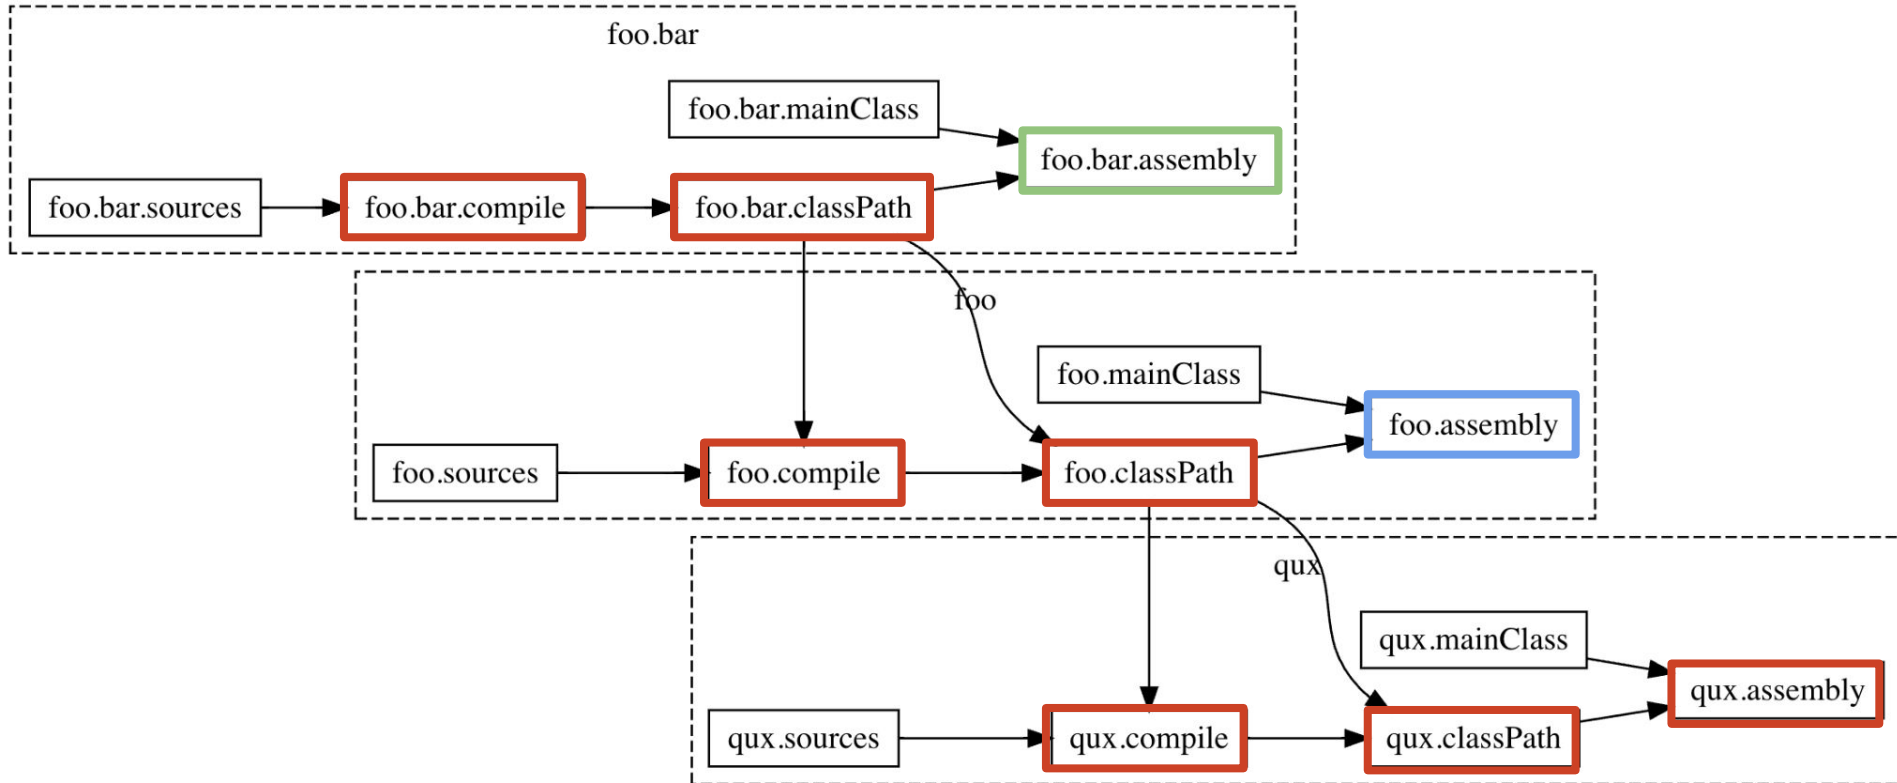 foo.bar
foo.bar.mainClass
foo.bar.assembly
foo.bar.sources
foo.bar.compile
foo.bar.classPath
foo
foo.mainClass
foo.assembly
foo.sources
foo.compile
foo.classPath
qux
qux.mainClass
qux.assembly
qux.sources
qux.compile
qux.classPath